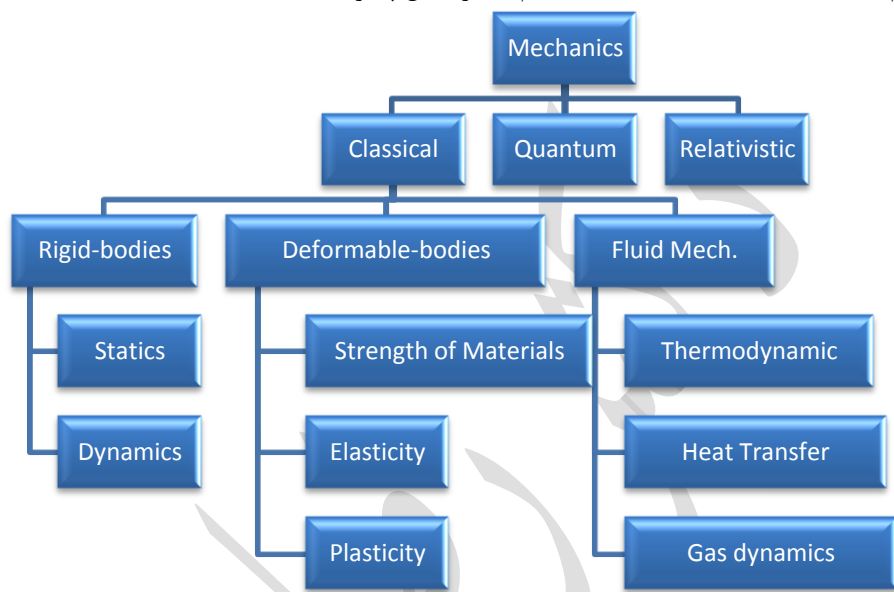 Mechanics
Classical
Quantum
Relativistic
Rigid-bodies
Deformable-bodies
Fluid Mech.
Statics
Strength of Materials
Thermodynamic
Dynamics
Elasticity
Heat Transfer
Plasticity
Gas dynamics